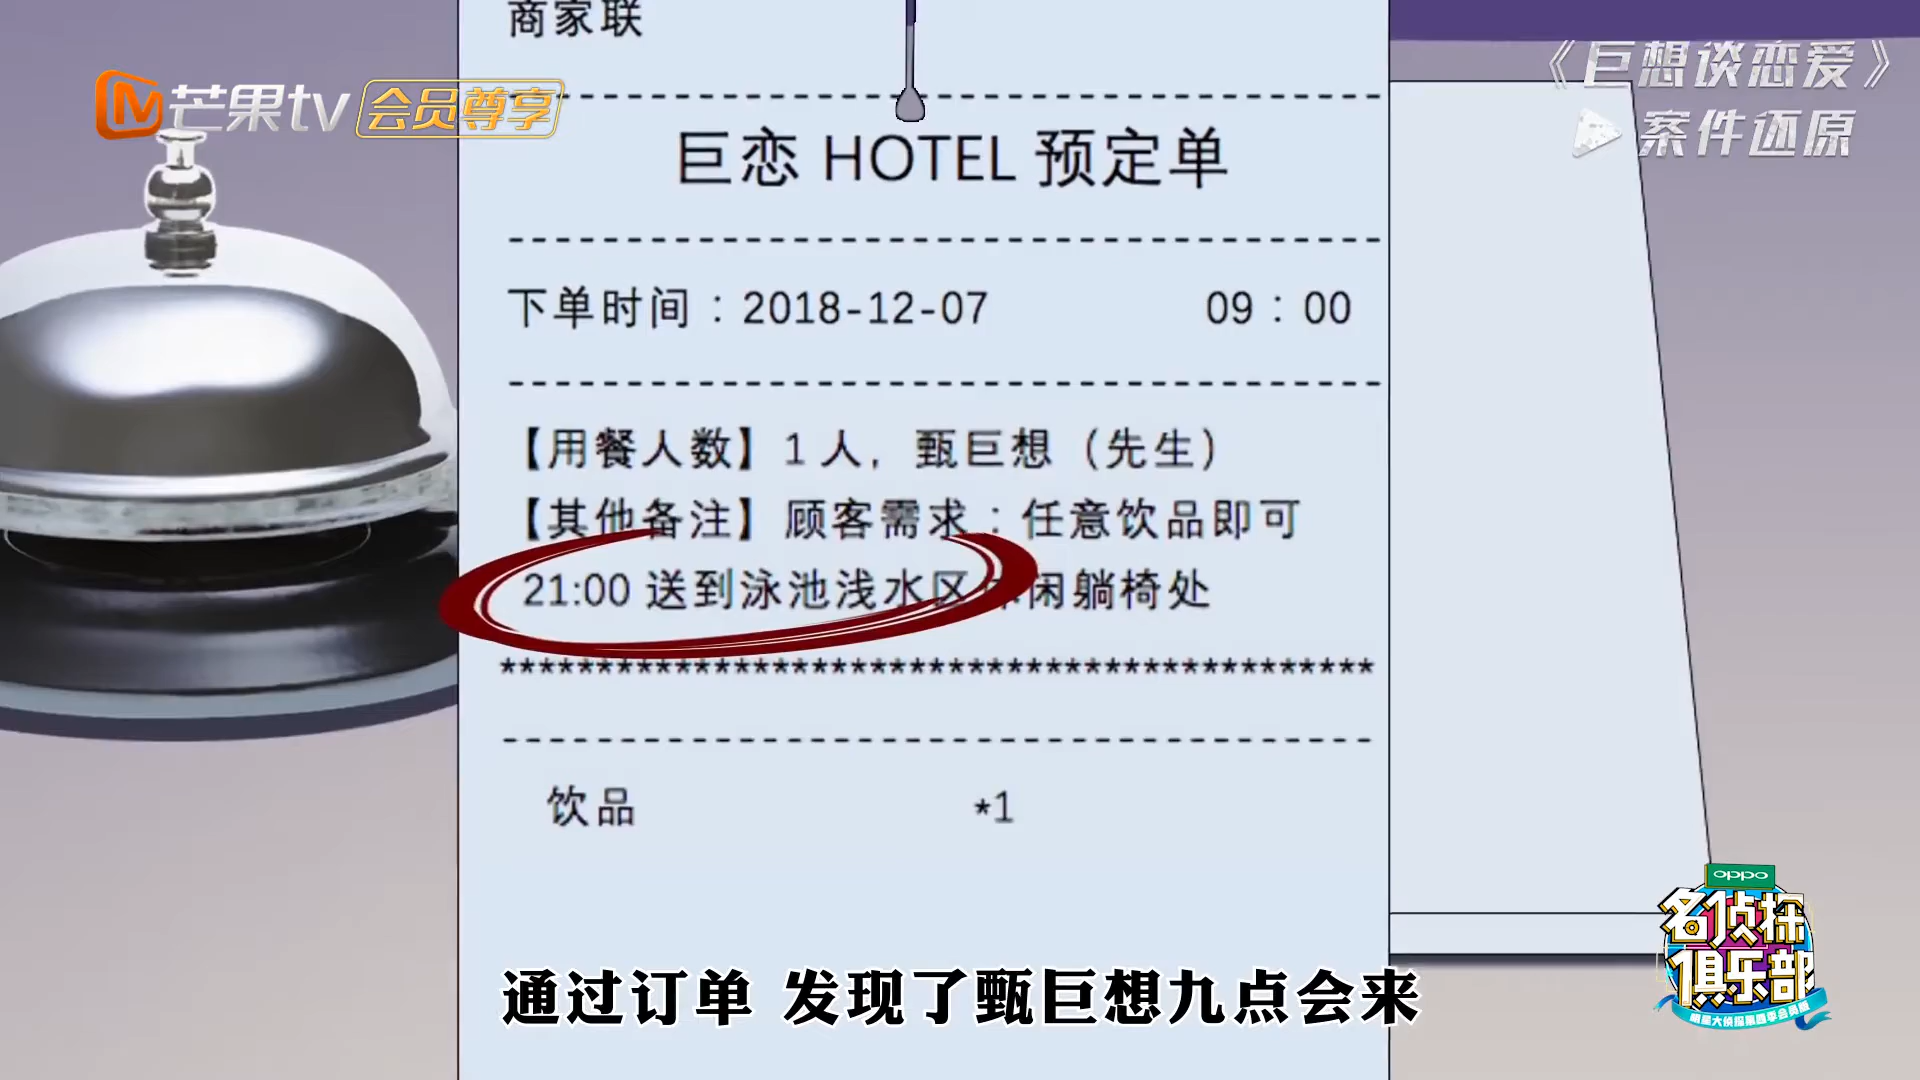 商家联
芒果tv 会员尊享
《巨想谈恋爱》
案件还原
巨恋 HOTEL 预定单
下单时间：2018-12-07 09：00
【用餐人数】1 人，甄巨想（先生）
【其他备注】顾客需求：任意饮品即可
21:00 送到泳池浅水区休闲躺椅处
*********************************************
饮品 *1
oppo
名侦探
俱乐部
通过订单 发现了甄巨想九点会来